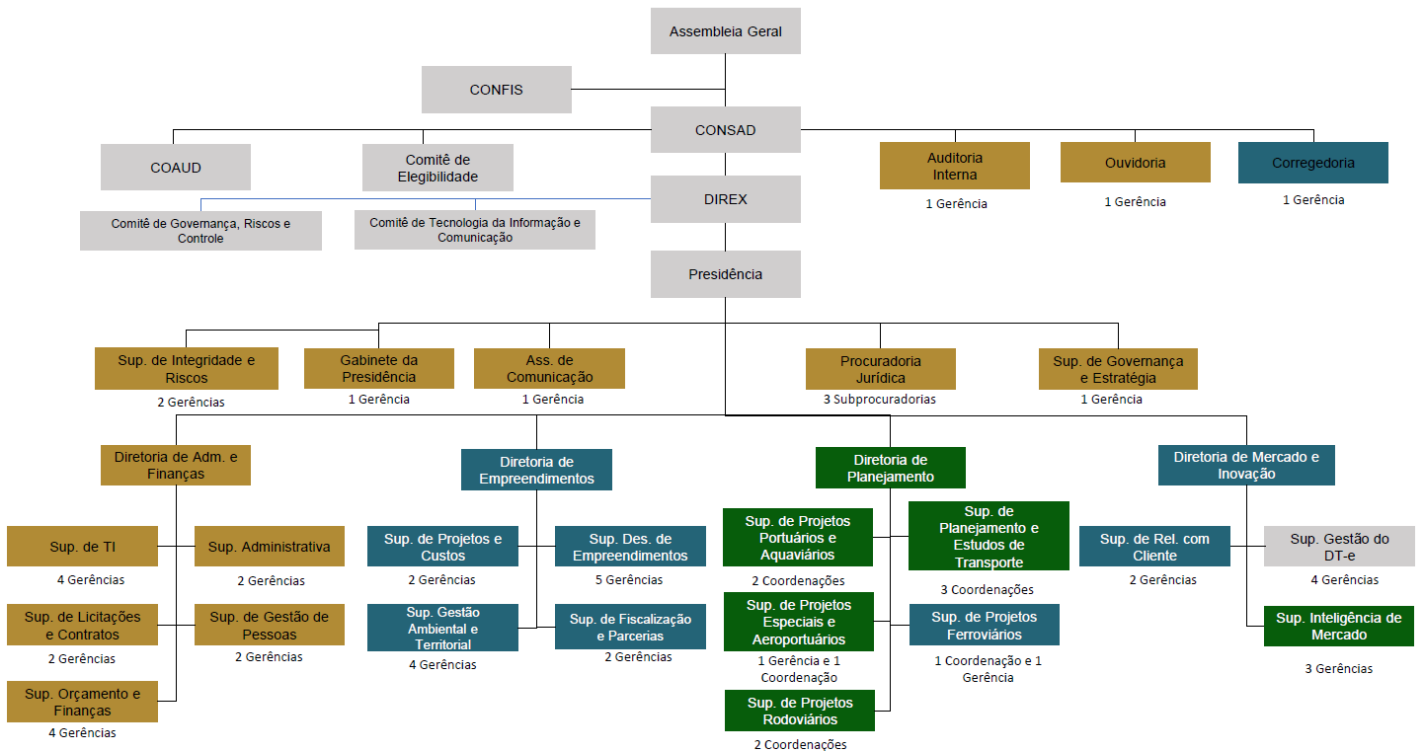 Assembleia Geral
CONFIS
CONSAD
COAUD
Comitê de
Elegibilidade
Auditoria
Interna
1 Gerência
Ouvidoria
1 Gerência
Corregedoria
1 Gerência
DIREX
Comitê de Governança, Riscos e
Controle
Comitê de Tecnologia da Informação e
Comunicação
Presidência
Sup. de Integridade e
Riscos
2 Gerências
Gabinete da
Presidência
1 Gerência
Ass. de
Comunicação
1 Gerência
Procuradoria
Jurídica
3 Subprocuradorias
Sup. de Governança
e Estratégia
1 Gerência
Diretoria de Adm. e
Finanças
Sup. de TI
4 Gerências
Sup. Administrativa
2 Gerências
Sup. de Licitações
e Contratos
2 Gerências
Sup. de Gestão de
Pessoas
2 Gerências
Sup. Orçamento e
Finanças
4 Gerências
Diretoria de
Empreendimentos
Sup. de Projetos e
Custos
2 Gerências
Sup. Des. de
Empreendimentos
5 Gerências
Sup. Gestão
Ambiental e
Territorial
4 Gerências
Sup. de Fiscalização
e Parcerias
2 Gerências
Diretoria de
Planejamento
Sup. de Projetos
Portuários e
Aquaviários
2 Coordenações
Sup. de
Planejamento e
Estudos de
Transporte
3 Coordenações
Sup. de Projetos
Especiais e
Aeroportuários
1 Gerência e 1
Coordenação
Sup. de Projetos
Ferroviários
1 Coordenação e 1
Gerência
Sup. de Projetos
Rodoviários
2 Coordenações
Diretoria de Mercado e
Inovação
Sup. de Rel. com
Cliente
2 Gerências
Sup. Gestão do
DT-e
4 Gerências
Sup. Inteligência de
Mercado
3 Gerências